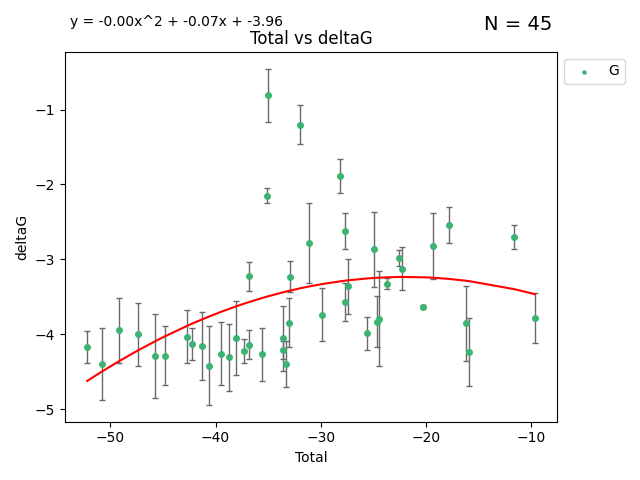 y = -0.00x^2 + -0.07x + -3.96
N = 45
Total vs deltaG
G
−1
−2
−3
−4
−5
deltaG
−50 −40 −30 −20 −10
Total